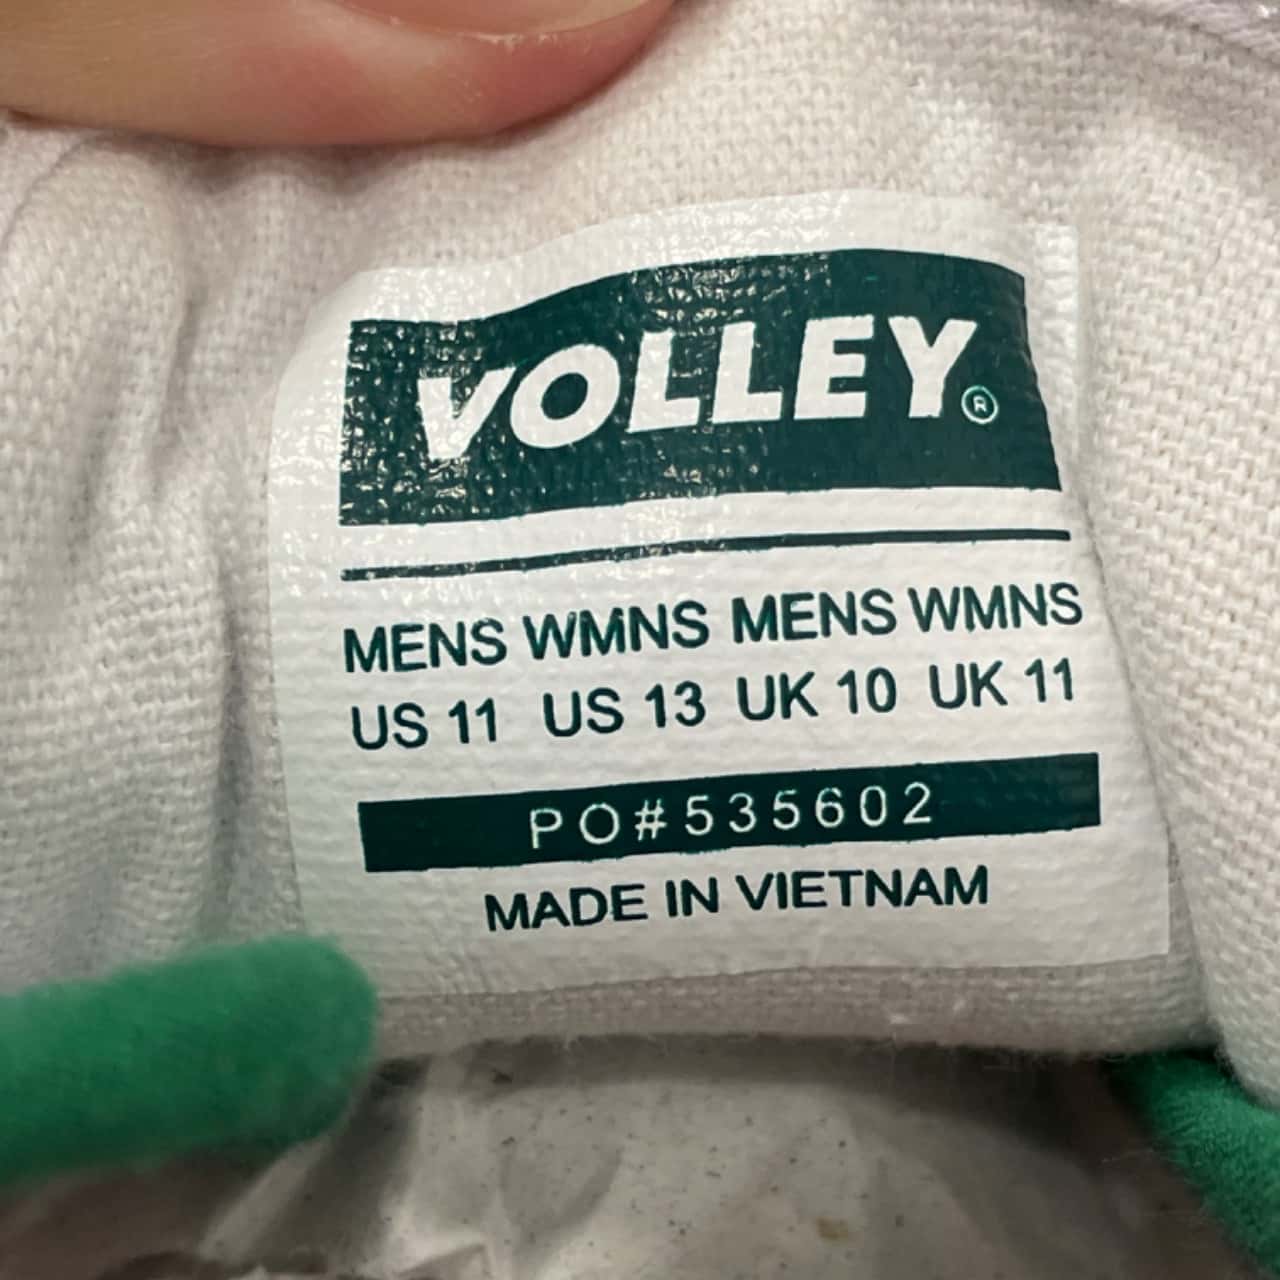 VOLLEY®
MENS WMNS MENS WMNS
US 11 US 13 UK 10 UK 11
PO#535602
MADE IN VIETNAM